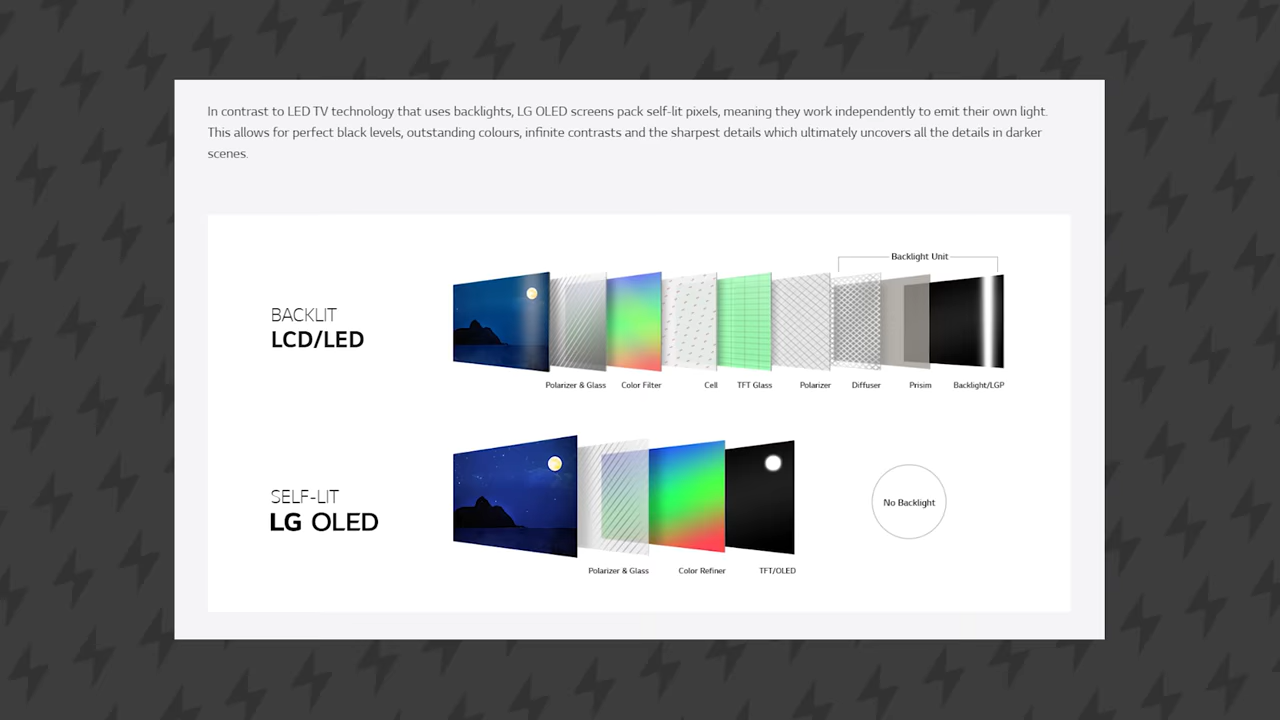 In contrast to LED TV technology that uses backlights, LG OLED screens pack self-lit pixels, meaning they work independently to emit their own light.
This allows for perfect black levels, outstanding colours, infinite contrasts and the sharpest details which ultimately uncovers all the details in darker
scenes.
Backlight Unit
BACKLIT
LCD/LED
Polarizer & Glass Color Filter Cell TFT Glass Polarizer Diffuser Prisim Backlight/LGP
SELF-LIT
LG OLED
No Backlight
Polarizer & Glass Color Refiner TFT/OLED